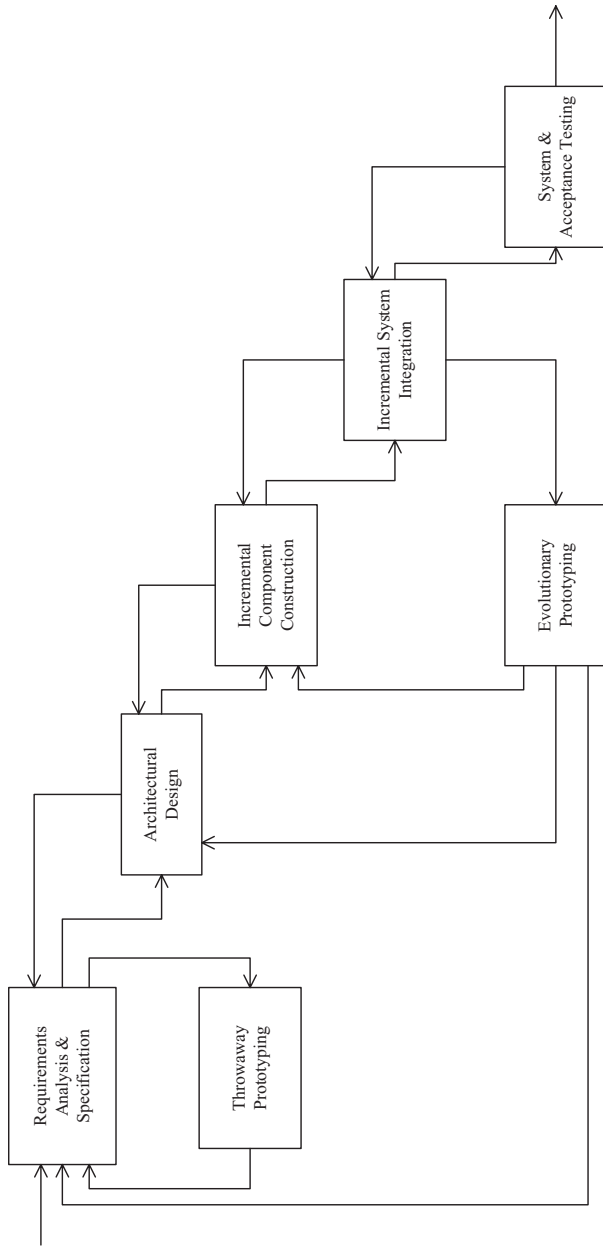 Requirements
Analysis &
Specification
Throwaway
Prototyping
Architectural
Design
Incremental
Component
Construction
Evolutionary
Prototyping
Incremental System
Integration
System &
Acceptance Testing